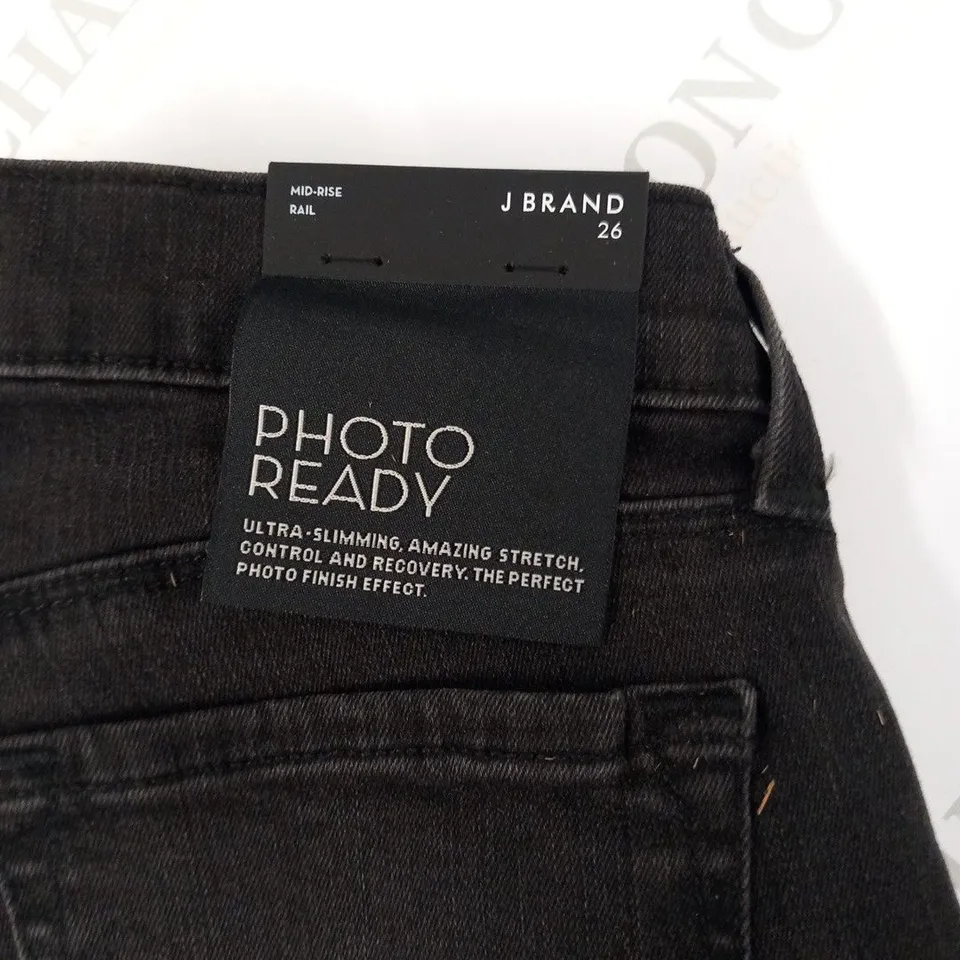 MID-RISE
RAIL
J BRAND
26
PHOTO
READY
ULTRA-SLIMMING, AMAZING STRETCH,
CONTROL AND RECOVERY. THE PERFECT
PHOTO FINISH EFFECT.